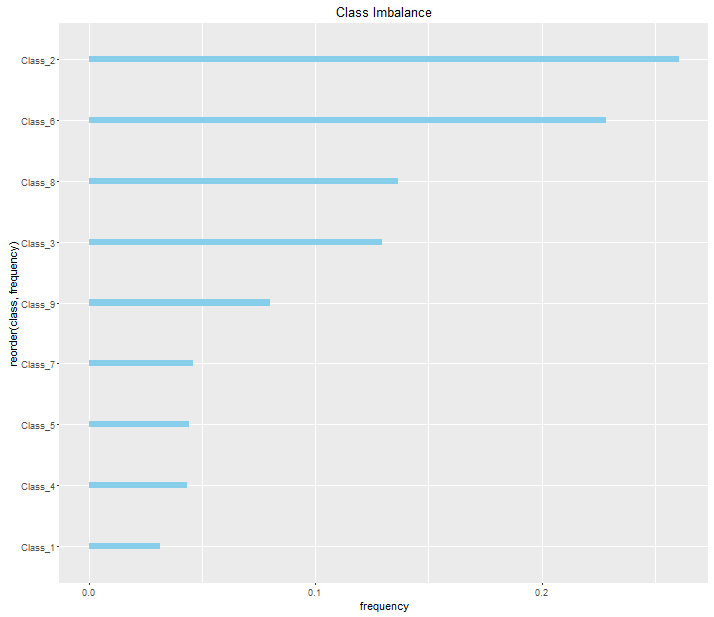 Class Imbalance
reorder(class, frequency)
Class_2
Class_6
Class_8
Class_3
Class_9
Class_7
Class_5
Class_4
Class_1
0.0 0.1 0.2
frequency